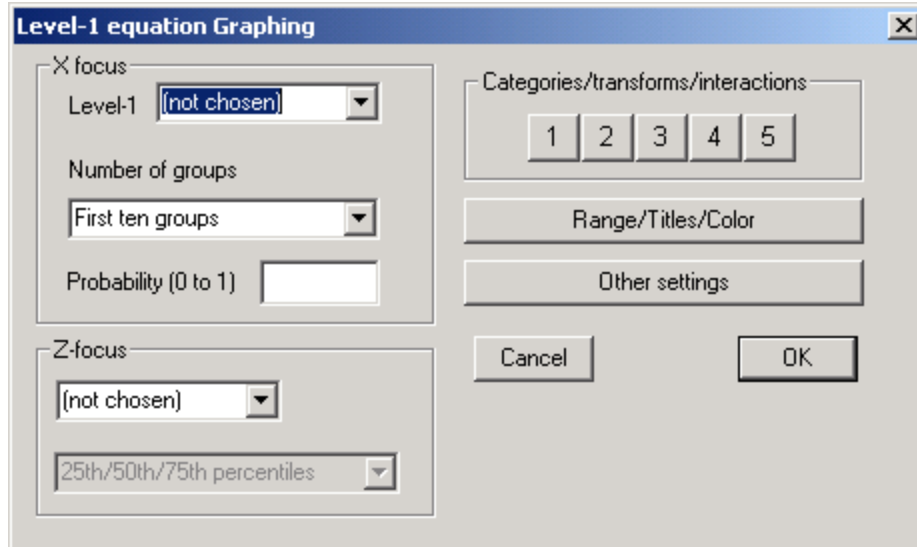 Level-1 equation Graphing
X focus
Level-1 (not chosen)
Number of groups
First ten groups
Probability (0 to 1)
Z-focus
(not chosen)
25th/50th/75th percentiles
Categories/transforms/interactions
1 2 3 4 5
Range/Titles/Color
Other settings
Cancel OK